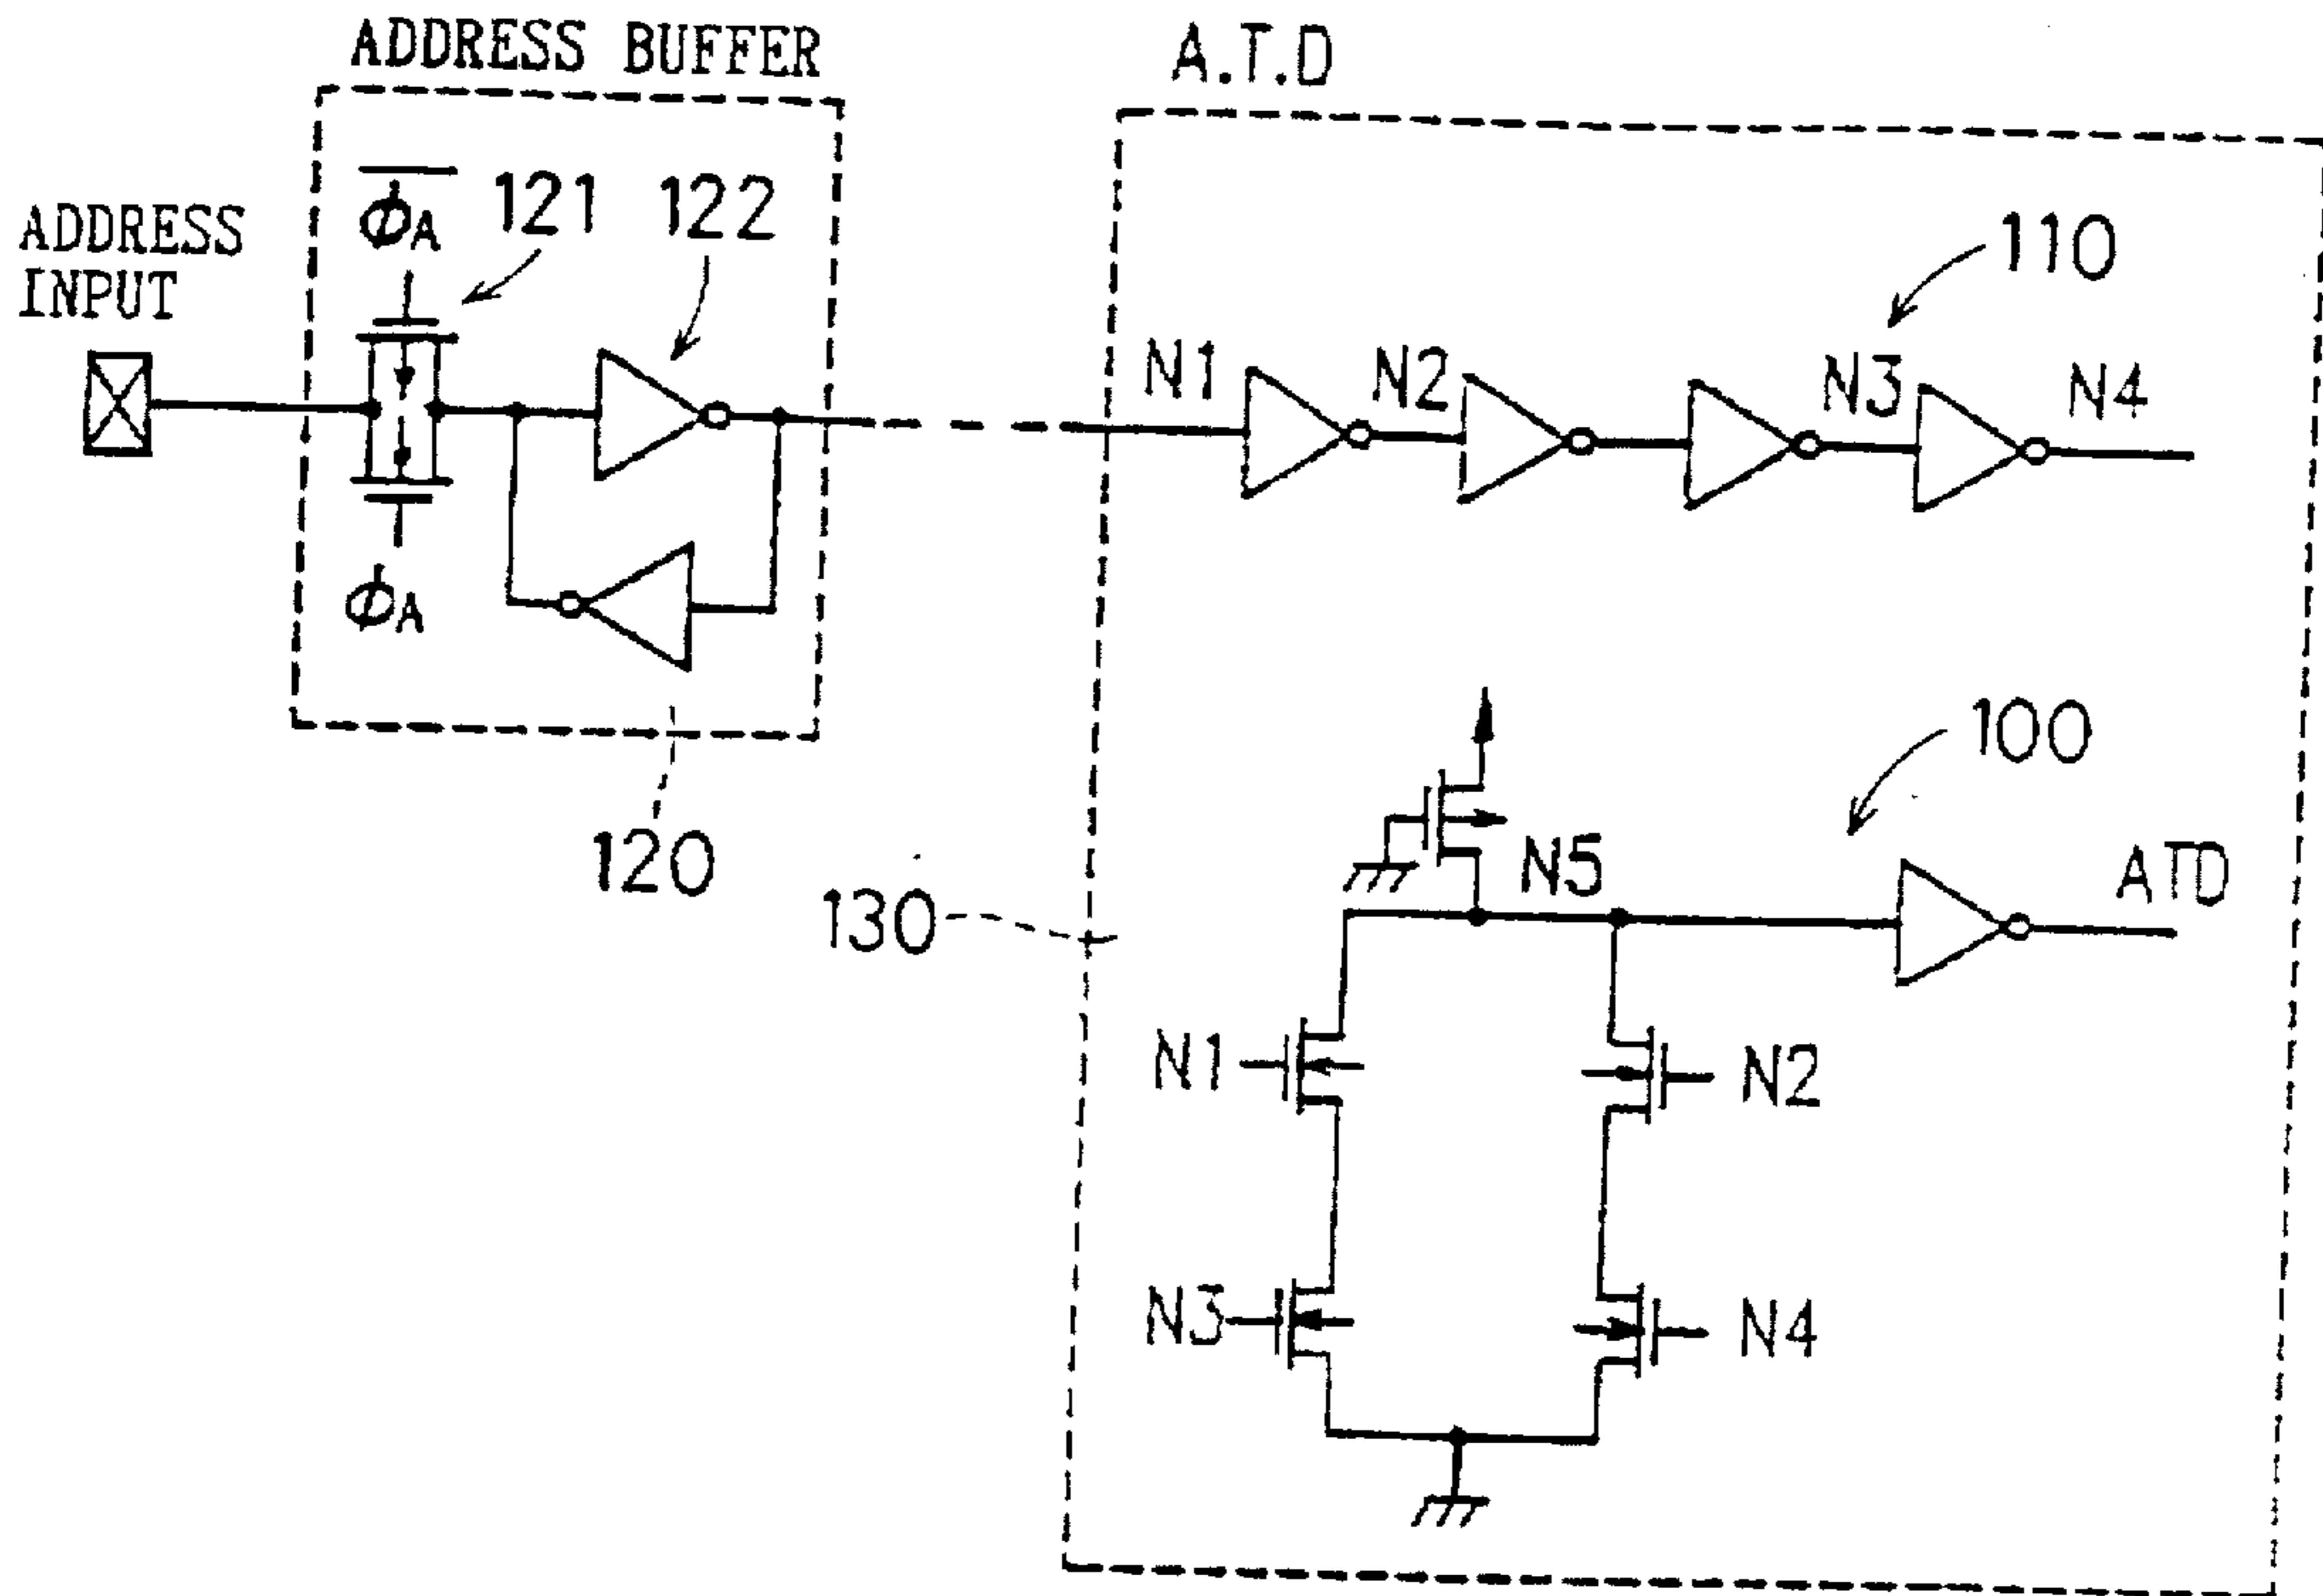 ADDRESS BUFFER
A.T.D
ADDRESS
INPUT
φA
121
122
110
N1
N2
N3
N4
φA
120
130
100
N5
ATD
N1
N2
N3
N4